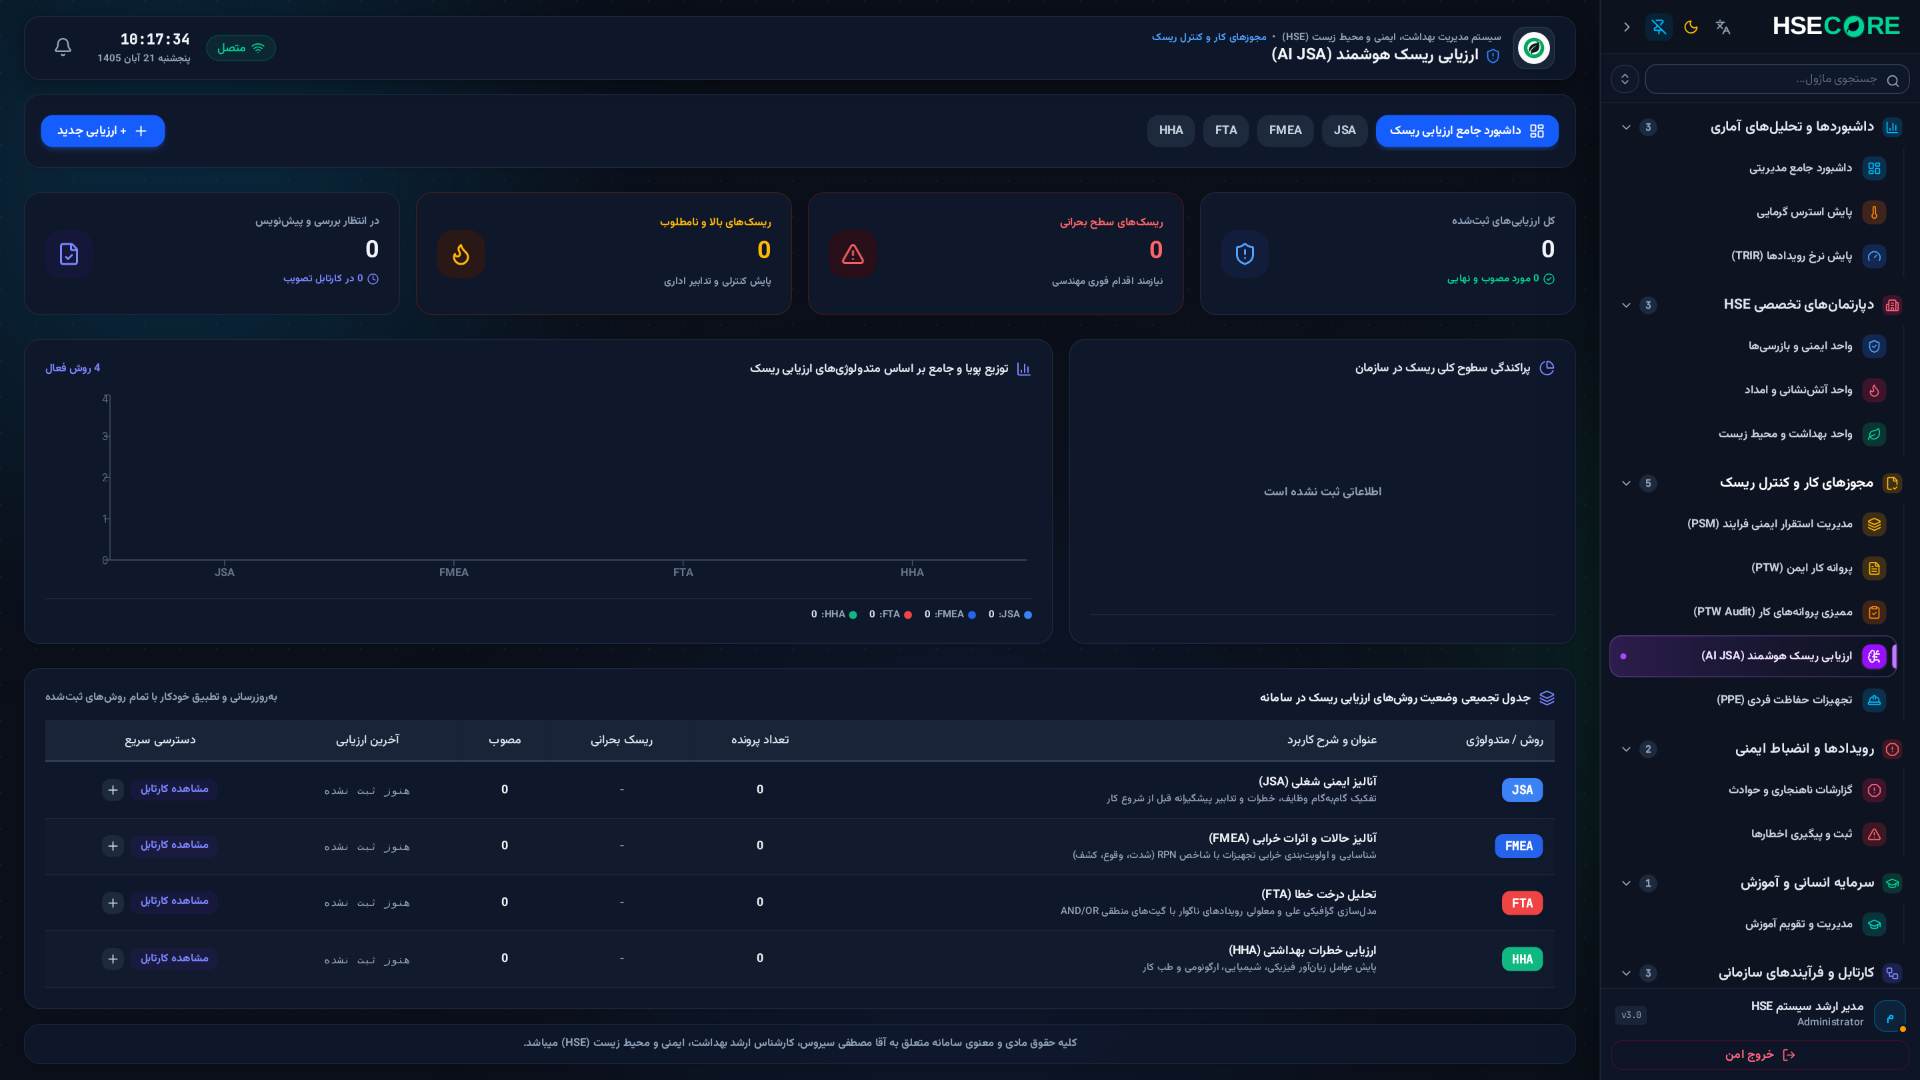 HSECORE
جستجوی ماژول...
داشبوردها و تحلیل‌های آماری
3
داشبورد جامع مدیریتی
پایش استرس گرمایی
پایش نرخ رویدادها (TRIR)
دپارتمان‌های تخصصی HSE
3
واحد ایمنی و بازرسی‌ها
واحد آتش‌نشانی و امداد
واحد بهداشت و محیط زیست
مجوزهای کار و کنترل ریسک
5
مدیریت استقرار ایمنی فرایند (PSM)
پروانه کار ایمن (PTW)
ممیزی پروانه‌های کار (PTW Audit)
ارزیابی ریسک هوشمند (AI JSA)
تجهیزات حفاظت فردی (PPE)
رویدادها و انضباط ایمنی
2
گزارشات ناهنجاری و حوادث
ثبت و پیگیری اخطارها
سرمایه انسانی و آموزش
1
مدیریت و تقویم آموزش
کارتابل و فرآیندهای سازمانی
3
مدیر ارشد سیستم HSE
Administrator
م
v3.0
خروج امن
سیستم مدیریت بهداشت، ایمنی و محیط زیست (HSE) • مجوزهای کار و کنترل ریسک
ارزیابی ریسک هوشمند (AI JSA)
متصل
10:17:34
پنجشنبه 21 آبان 1405
داشبورد جامع ارزیابی ریسک
JSA
FMEA
FTA
HHA
+ ارزیابی جدید
کل ارزیابی‌های ثبت‌شده
0
0 مورد مصوب و نهایی
ریسک‌های سطح بحرانی
0
نیازمند اقدام فوری مهندسی
ریسک‌های بالا و نامطلوب
0
پایش کنترلی و تدابیر اداری
در انتظار بررسی و پیش‌نویس
0
0 در کارتابل تصویب
پراکندگی سطوح کلی ریسک در سازمان
اطلاعاتی ثبت نشده است
توزیع پویا و جامع بر اساس متدولوژی‌های ارزیابی ریسک
4 روش فعال
4
3
2
1
0
JSA FMEA FTA HHA
JSA: 0 FMEA: 0 FTA: 0 HHA: 0
جدول تجمیعی وضعیت روش‌های ارزیابی ریسک در سامانه
به‌روزرسانی و تطبیق خودکار با تمام روش‌های ثبت‌شده
روش / متدولوژی عنوان و شرح کاربرد تعداد پرونده ریسک بحرانی مصوب آخرین ارزیابی دسترسی سریع
JSA
آنالیز ایمنی شغلی (JSA)
تفکیک گام‌به‌گام وظایف، خطرات و تدابیر پیشگیرانه قبل از شروع کار
0 - 0 هنوز ثبت نشده مشاهده کارتابل
FMEA
آنالیز حالات و اثرات خرابی (FMEA)
شناسایی و اولویت‌بندی خرابی تجهیزات با شاخص RPN (شدت، وقوع، کشف)
0 - 0 هنوز ثبت نشده مشاهده کارتابل
FTA
تحلیل درخت خطا (FTA)
مدل‌سازی گرافیکی علی و معلولی رویدادهای ناگوار با گیت‌های منطقی AND/OR
0 - 0 هنوز ثبت نشده مشاهده کارتابل
HHA
ارزیابی خطرات بهداشتی (HHA)
پایش عوامل زیان‌آور فیزیکی، شیمیایی، ارگونومی و طب کار
0 - 0 هنوز ثبت نشده مشاهده کارتابل
کلیه حقوق مادی و معنوی سامانه متعلق به آقا مصطفی سیروس، کارشناس ارشد بهداشت، ایمنی و محیط زیست (HSE) میباشد.